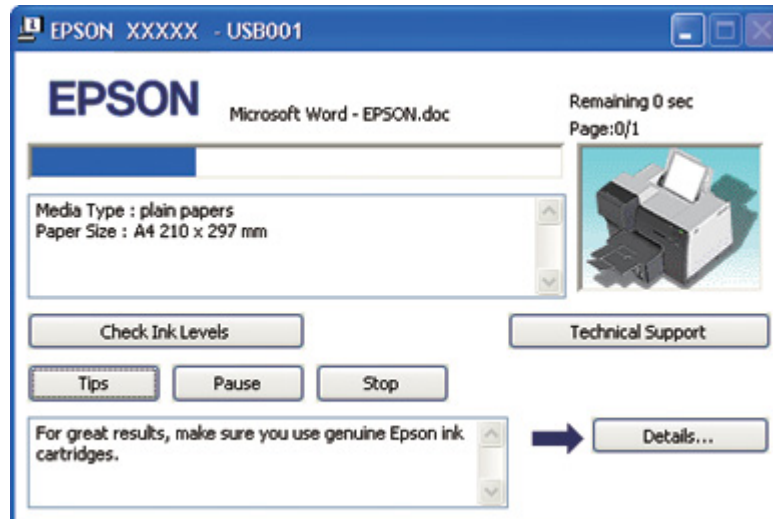 EPSON XXXXX - USB001
EPSON
Microsoft Word - EPSON.doc
Remaining 0 sec
Page:0/1
Media Type : plain papers
Paper Size : A4 210 x 297 mm
Check Ink Levels
Technical Support
Tips
Pause
Stop
For great results, make sure you use genuine Epson ink
cartridges.
Details...